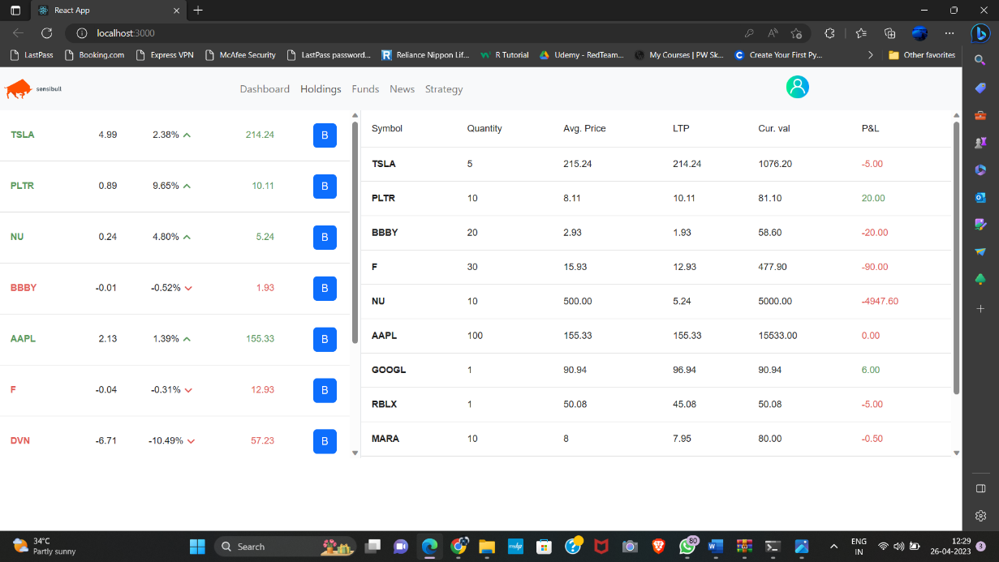 React App
localhost:3000
LastPass Booking.com Express VPN McAfee Security LastPass password... Reliance Nippon Lif... R Tutorial Udemy - RedTeam... My Courses | PW Sk... Create Your First Py... Other favorites
sensibull Dashboard Holdings Funds News Strategy
TSLA 4.99 2.38% 214.24 B
PLTR 0.89 9.65% 10.11 B
NU 0.24 4.80% 5.24 B
BBBY -0.01 -0.52% 1.93 B
AAPL 2.13 1.39% 155.33 B
F -0.04 -0.31% 12.93 B
DVN -6.71 -10.49% 57.23 B
Symbol Quantity Avg. Price LTP Cur. val P&L
TSLA 5 215.24 214.24 1076.20 -5.00
PLTR 10 8.11 10.11 81.10 20.00
BBBY 20 2.93 1.93 58.60 -20.00
F 30 15.93 12.93 477.90 -90.00
NU 10 500.00 5.24 5000.00 -4947.60
AAPL 100 155.33 155.33 15533.00 0.00
GOOGL 1 90.94 96.94 90.94 6.00
RBLX 1 50.08 45.08 50.08 -5.00
MARA 10 8 7.95 80.00 -0.50
34°C
Partly sunny
Search
80
ENG
IN
12:29
26-04-2023
3